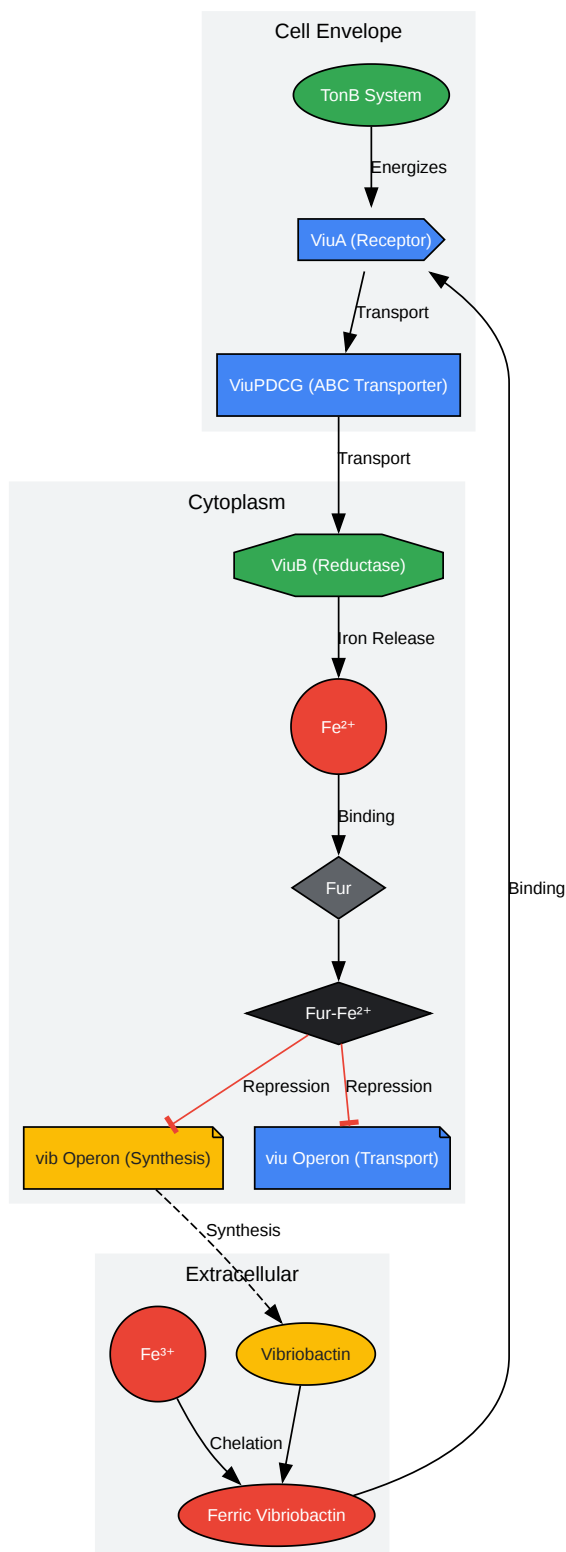 Cell Envelope
TonB System
Energizes
ViuA (Receptor)
Transport
ViuPDCG (ABC Transporter)
Transport
Cytoplasm
ViuB (Reductase)
Iron Release
Fe²⁺
Binding
Fur
Binding
Fur-Fe²⁺
Repression
Repression
vib Operon (Synthesis)
viu Operon (Transport)
Synthesis
Extracellular
Fe³⁺
Vibriobactin
Chelation
Ferric Vibriobactin